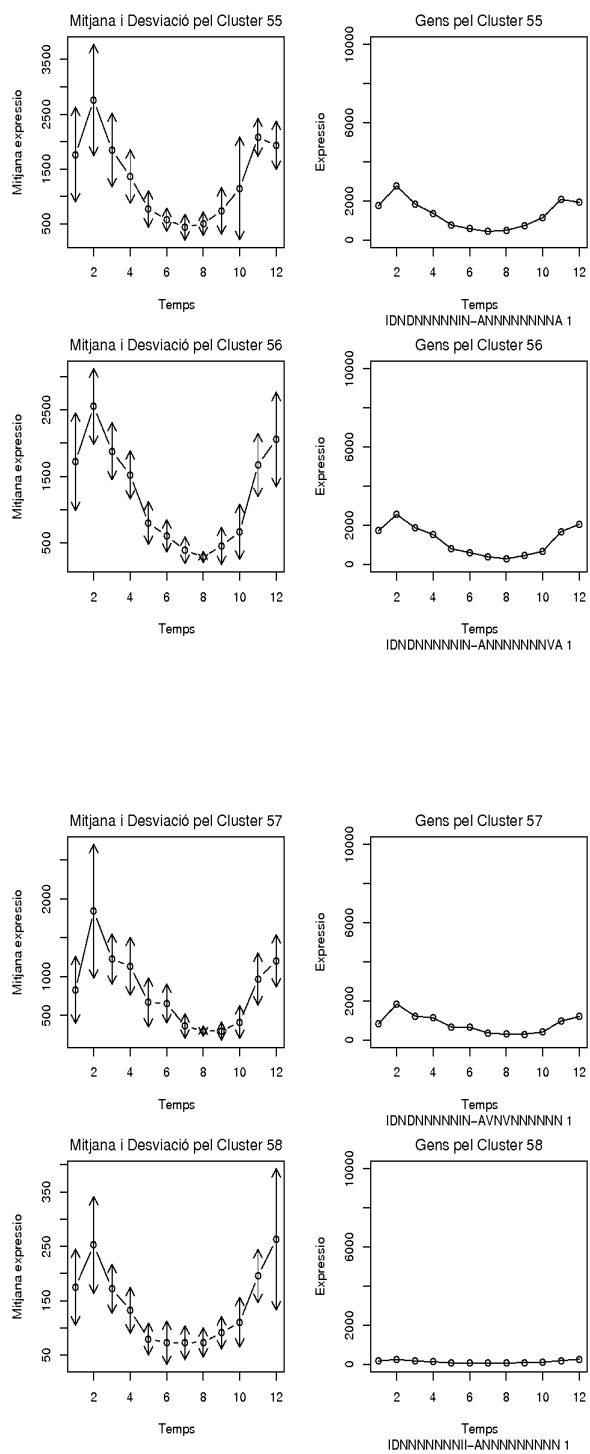 Mitjana i Desviació pel Cluster 55
Mitjana expressio
3500
2500
1500
500
2 4 6 8 10 12
Temps
Gens pel Cluster 55
Expressio
10000
6000
2000
0
2 4 6 8 10 12
Temps
IDNDNNNNNIN−ANNNNNNNNA 1
Mitjana i Desviació pel Cluster 56
Mitjana expressio
2500
1500
500
2 4 6 8 10 12
Temps
Gens pel Cluster 56
Expressio
10000
6000
2000
0
2 4 6 8 10 12
Temps
IDNDNNNNNIN−ANNNNNNNVA 1
Mitjana i Desviació pel Cluster 57
Mitjana expressio
2000
1000
500
2 4 6 8 10 12
Temps
Gens pel Cluster 57
Expressio
10000
6000
2000
0
2 4 6 8 10 12
Temps
IDNDNNNNNIN−AVNVNNNNNN 1
Mitjana i Desviació pel Cluster 58
Mitjana expressio
350
250
150
50
2 4 6 8 10 12
Temps
Gens pel Cluster 58
Expressio
10000
6000
2000
0
2 4 6 8 10 12
Temps
IDNNNNNNNII−ANNNNNNNNN 1